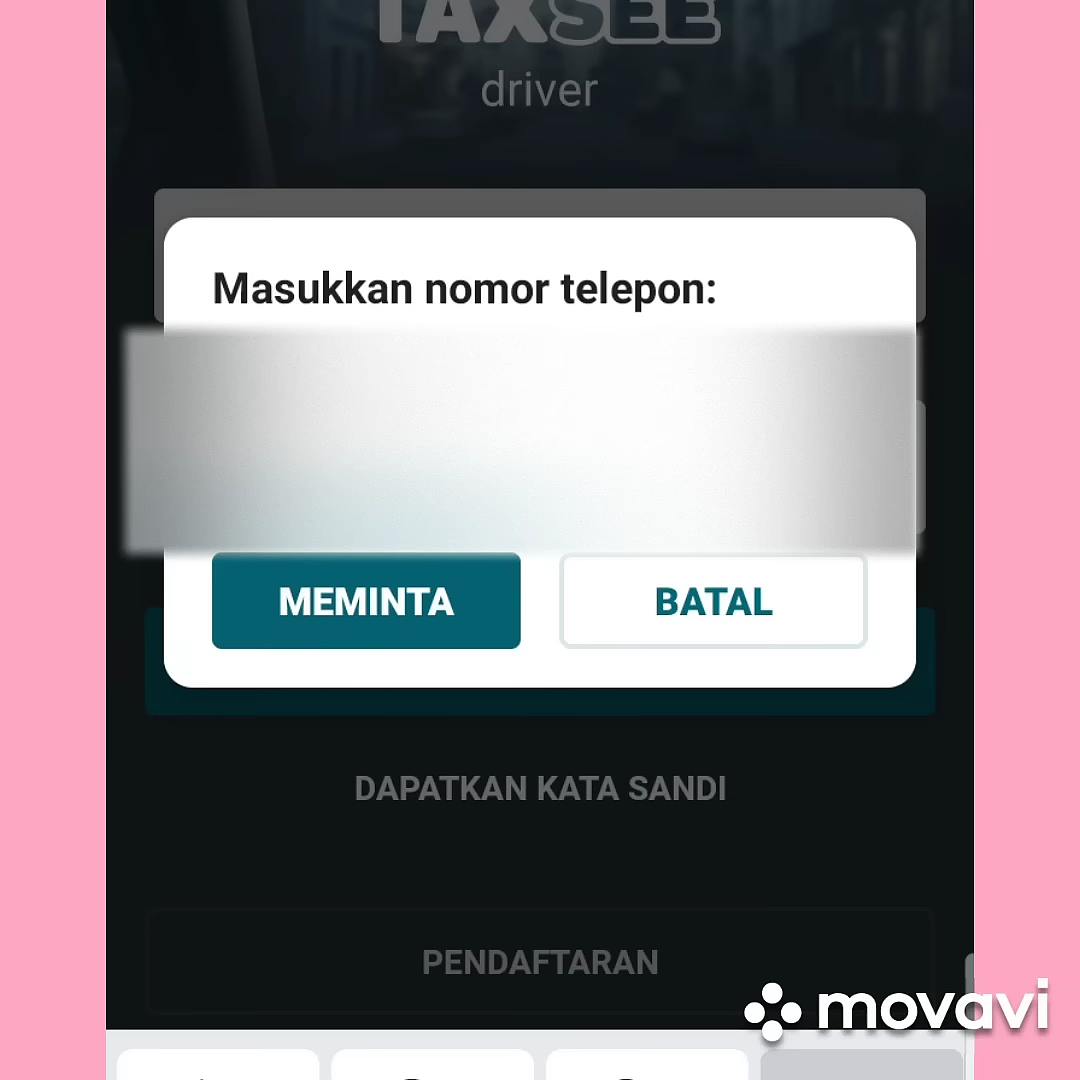 TAXSEE
driver
Masukkan nomor telepon:
MEMINTA
BATAL
DAPATKAN KATA SANDI
PENDAFTARAN
movavi